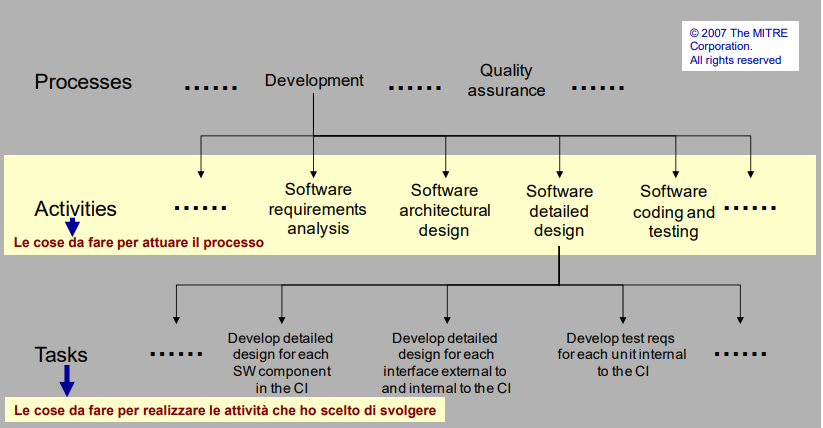 © 2007 The MITRE
Corporation.
All rights reserved
Processes
......
Development
......
Quality
assurance
......
Activities
......
Software
requirements
analysis
Software
architectural
design
Software
detailed
design
Software
coding and
testing
......
Le cose da fare per attuare il processo
Tasks
......
Develop detailed
design for each
SW component
in the CI
Develop detailed
design for each
interface external to
and internal to the CI
Develop test reqs
for each unit internal
to the CI
......
Le cose da fare per realizzare le attività che ho scelto di svolgere